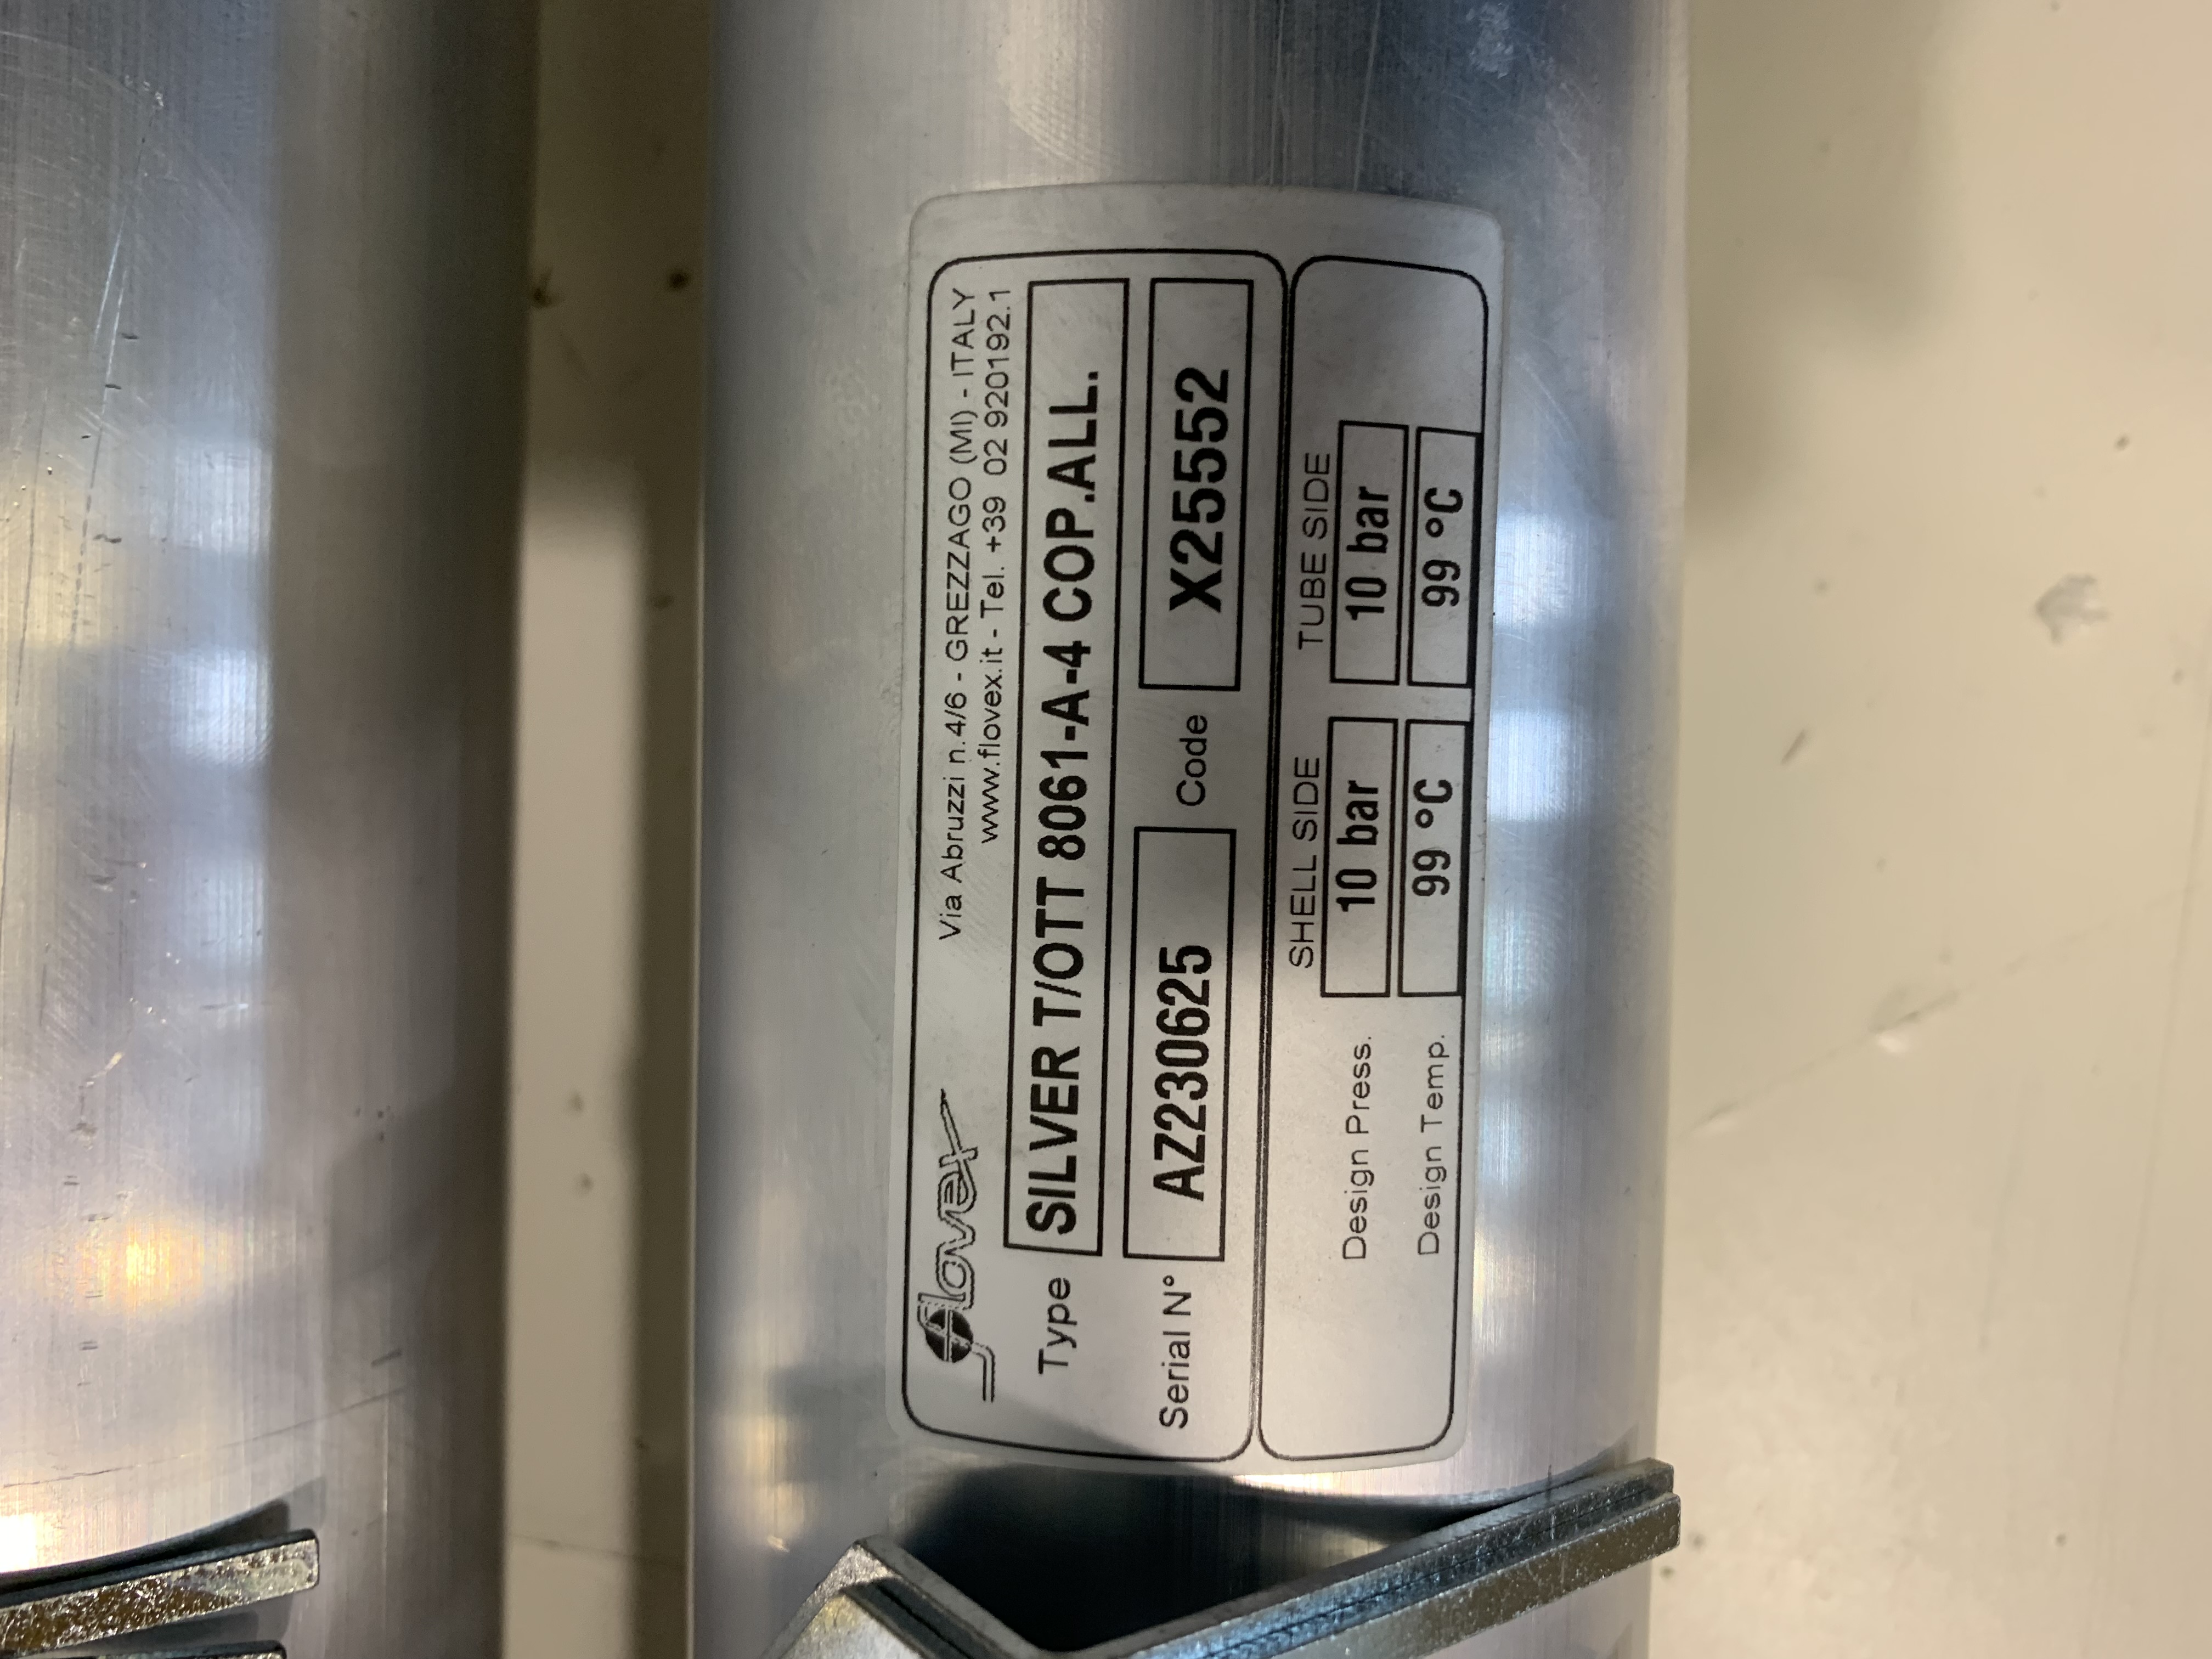 flovex
Via Abruzzi n.4/6 - GREZZAGO (MI) - ITALY
www.flovex.it - Tel. +39 02 920192.1
Type SILVER T/OTT 8061-A-4 COP.ALL.
Serial N° AZ230625 Code X25552
SHELL SIDE TUBE SIDE
Design Press. 10 bar 10 bar
Design Temp. 99 °C 99 °C